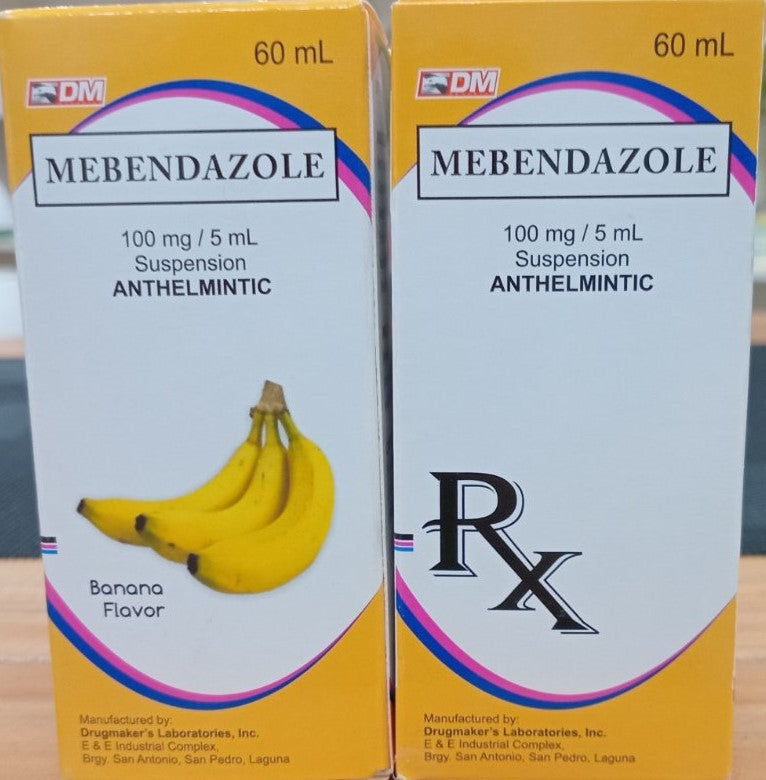 60 mL
DM
MEBENDAZOLE
100 mg / 5 mL
Suspension
ANTHELMINTIC
Banana
Flavor
Manufactured by:
Drugmaker's Laboratories, Inc.
E & E Industrial Complex,
Brgy. San Antonio, San Pedro, Laguna
60 mL
DM
MEBENDAZOLE
100 mg / 5 mL
Suspension
ANTHELMINTIC
Rx
Manufactured by:
Drugmaker's Laboratories, Inc.
E & E Industrial Complex,
Brgy. San Antonio, San Pedro, Laguna